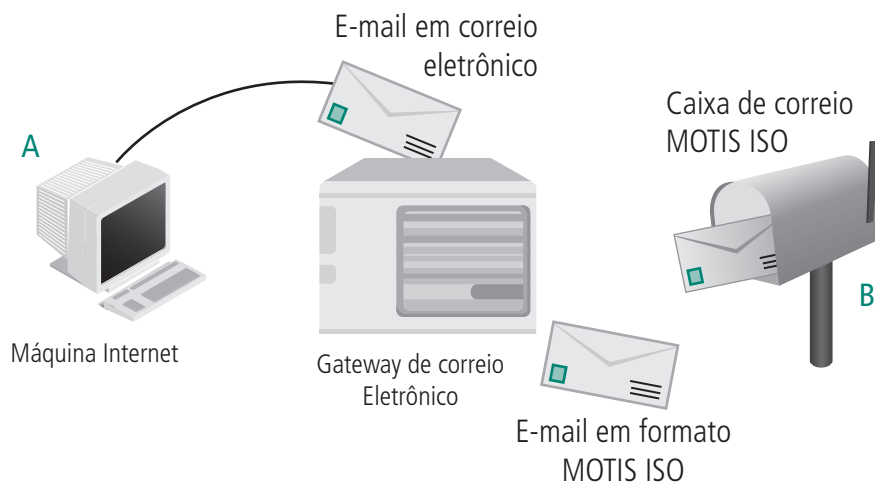 E-mail em correio
eletrônico
Caixa de correio
MOTIS ISO
A
B
Máquina Internet
Gateway de correio
Eletrônico
E-mail em formato
MOTIS ISO